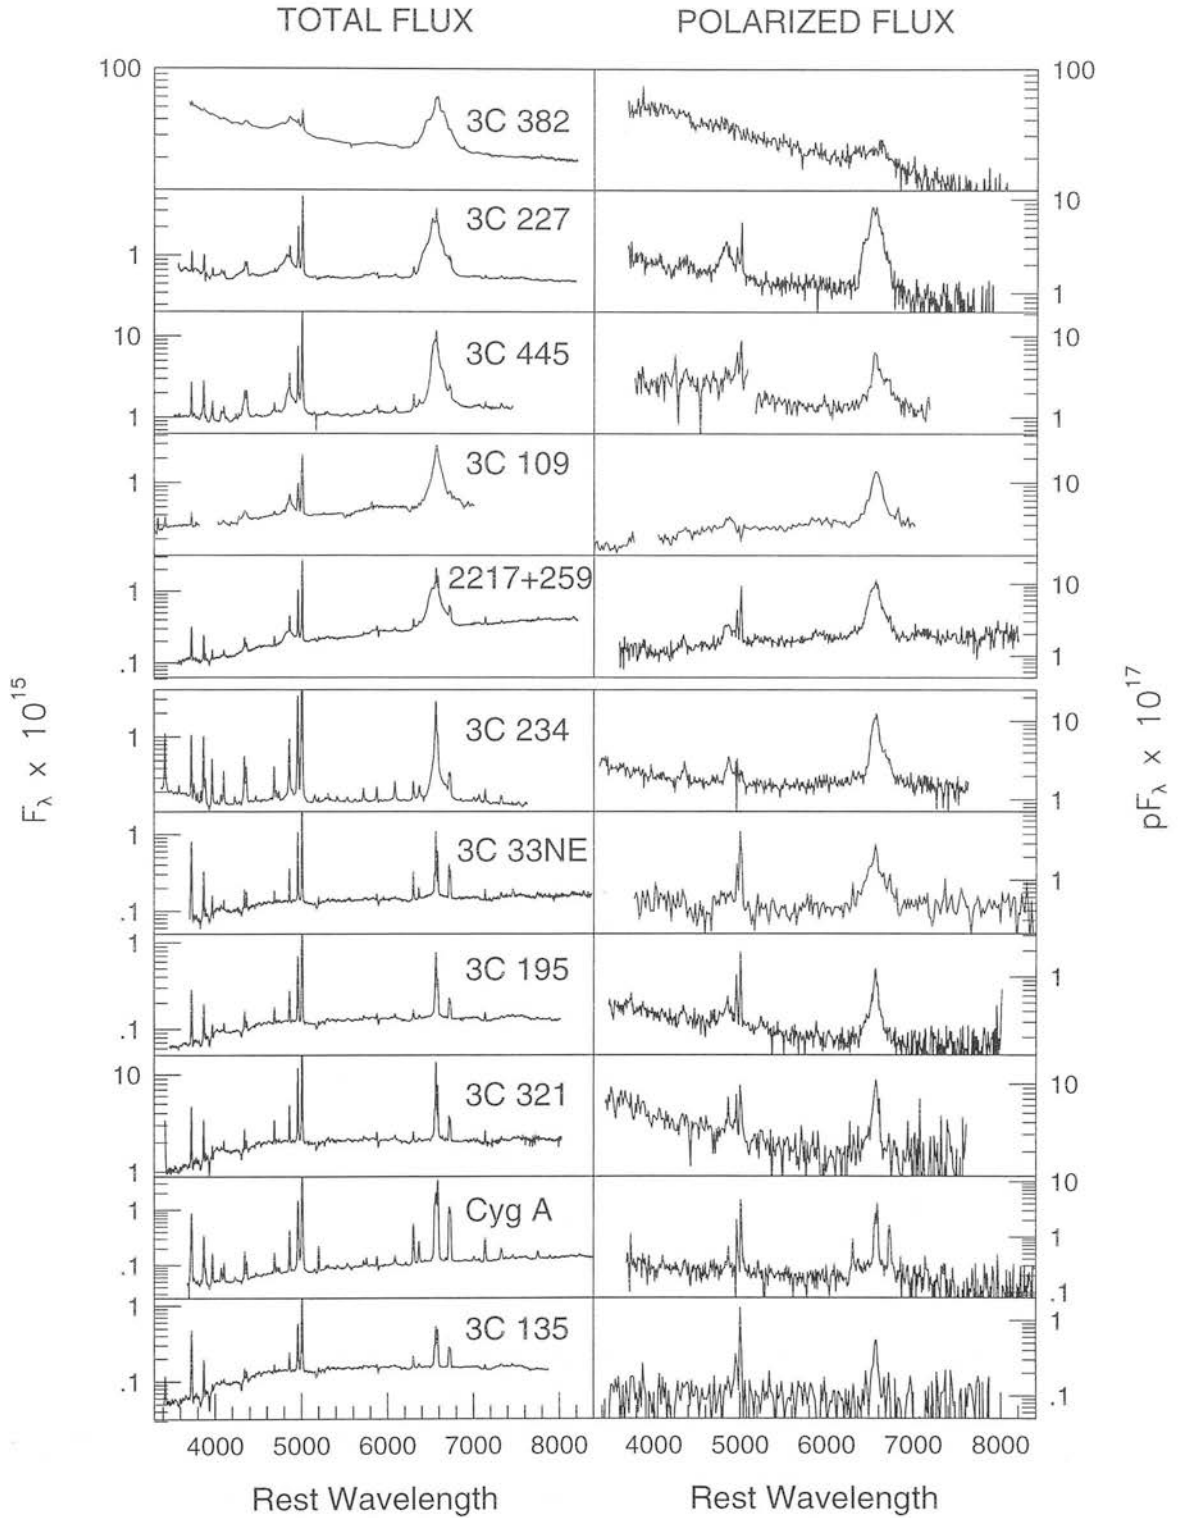 TOTAL FLUX POLARIZED FLUX
100 3C 382 100
1 3C 227 10
1
10 3C 445 10
1 1
1 3C 109 10
1 2217+259 10
.1 1
1 3C 234 10
1
1 3C 33NE 1
.1
1 3C 195 1
.1
10 3C 321 10
1
1 Cyg A 10
.1 1
.1
1 3C 135 1
.1 .1
4000 5000 6000 7000 8000 4000 5000 6000 7000 8000
Rest Wavelength Rest Wavelength
Fλ x 10^15
pFλ x 10^17